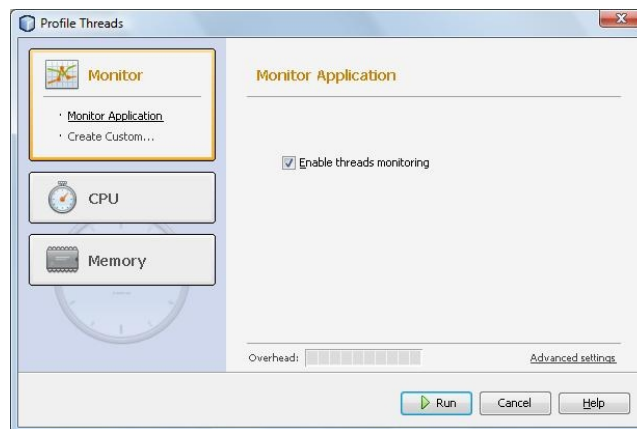 Profile Threads
Monitor
Monitor Application
Create Custom...
CPU
Memory
Monitor Application
Enable threads monitoring
Overhead:
Advanced settings
Run
Cancel
Help